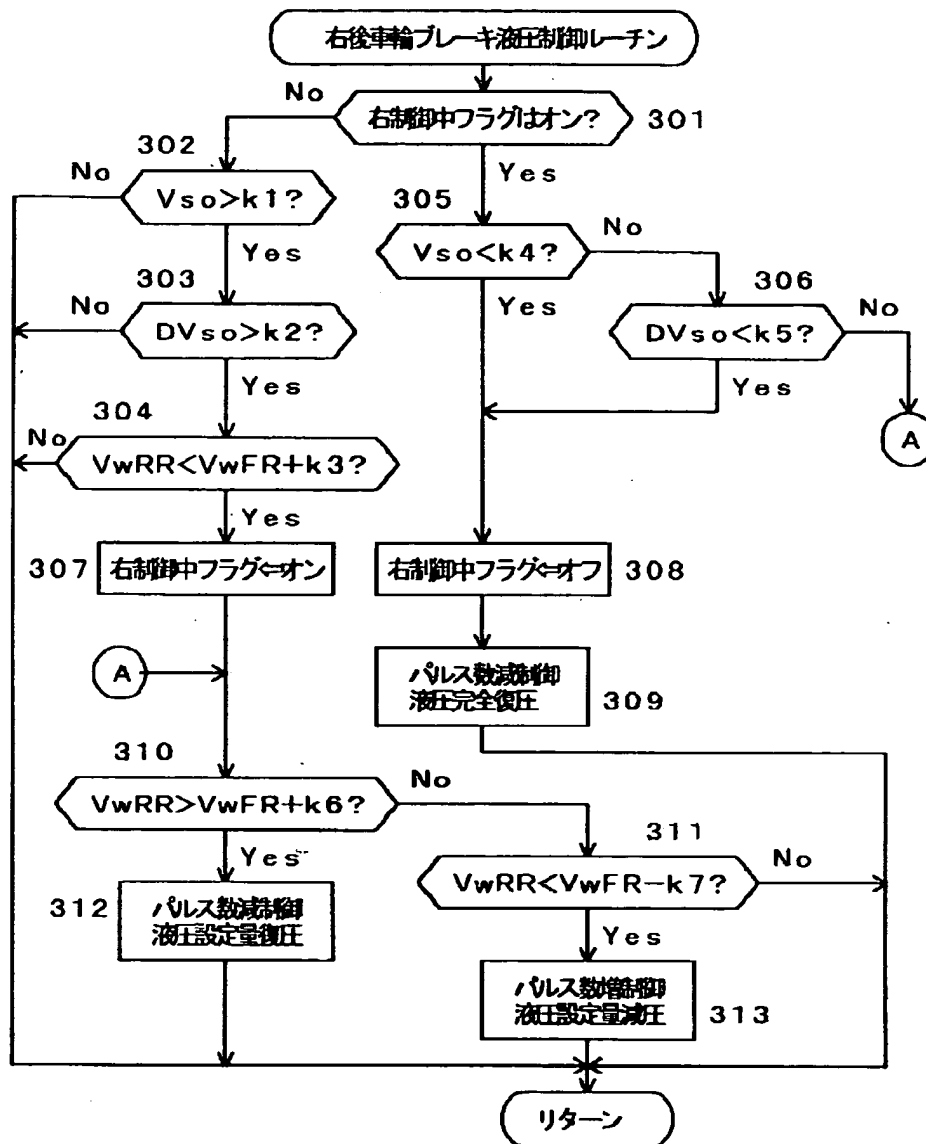 右後車輪ブレーキ液圧制御ルーチン
No
右制御中フラグはオン?
301
302
Yes
No
Vso>k1?
305
No
Yes
Vso<k4?
303
306
No
Yes
No
DVso>k2?
DVso<k5?
Yes
Yes
304
A
No
VwRR<VwFR+k3?
Yes
307
右制御中フラグ⇐オン
右制御中フラグ⇐オフ
308
A
パルス数減制御
液圧完全復圧
309
310
No
VwRR>VwFR+k6?
311
Yes
No
VwRR<VwFR-k7?
312
パルス数減制御
液圧設定量復圧
Yes
パルス数増制御
液圧設定量減圧
313
リターン